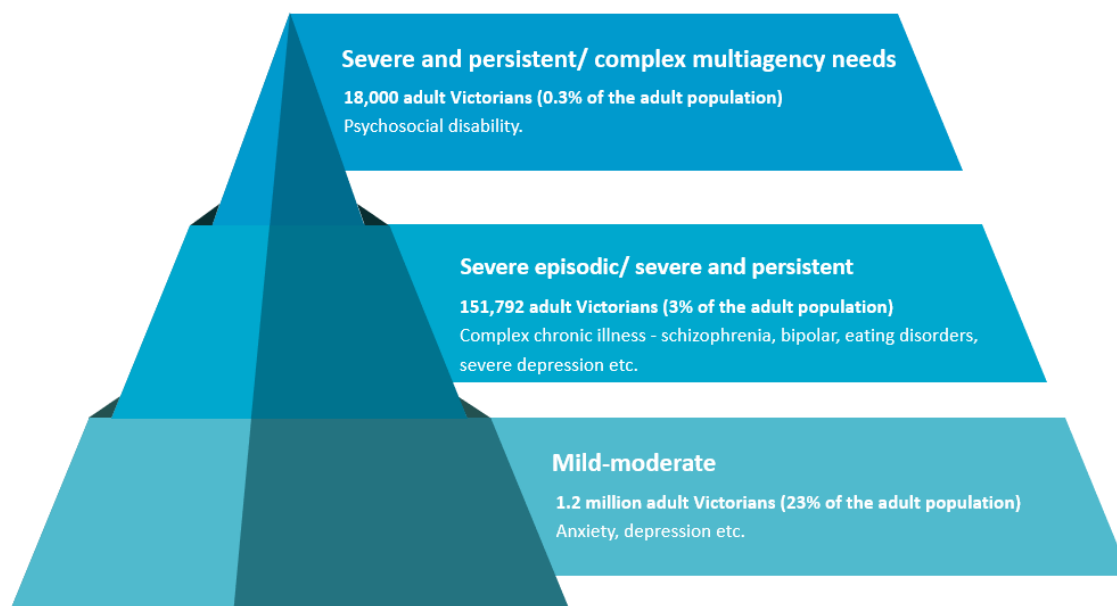 Severe and persistent/ complex multiagency needs
18,000 adult Victorians (0.3% of the adult population)
Psychosocial disability.
Severe episodic/ severe and persistent
151,792 adult Victorians (3% of the adult population)
Complex chronic illness - schizophrenia, bipolar, eating disorders,
severe depression etc.
Mild-moderate
1.2 million adult Victorians (23% of the adult population)
Anxiety, depression etc.